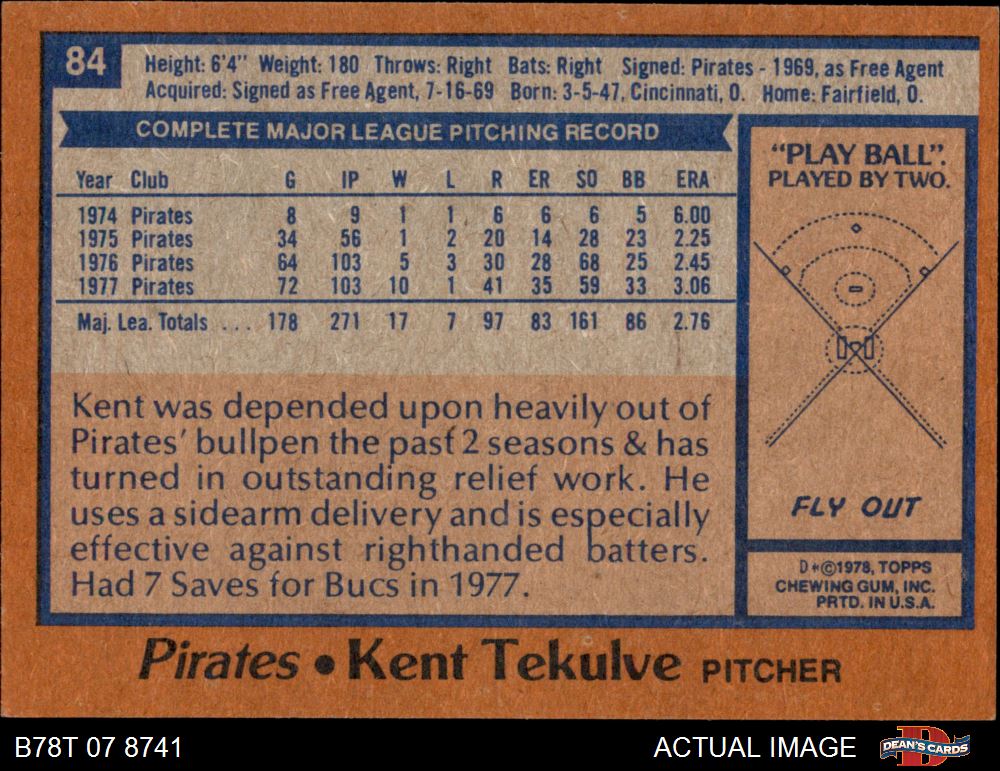 84
Height: 6'4" Weight: 180 Throws: Right Bats: Right Signed: Pirates - 1969, as Free Agent
Acquired: Signed as Free Agent, 7-16-69 Born: 3-5-47, Cincinnati, O. Home: Fairfield, O.
COMPLETE MAJOR LEAGUE PITCHING RECORD
Year Club G IP W L R ER SO BB ERA
1974 Pirates 8 9 1 1 6 6 6 5 6.00
1975 Pirates 34 56 1 2 20 14 28 23 2.25
1976 Pirates 64 103 5 3 30 28 68 25 2.45
1977 Pirates 72 103 10 1 41 35 59 33 3.06
Maj. Lea. Totals ... 178 271 17 7 97 83 161 86 2.76
Kent was depended upon heavily out of
Pirates' bullpen the past 2 seasons & has
turned in outstanding relief work. He
uses a sidearm delivery and is especially
effective against righthanded batters.
Had 7 Saves for Bucs in 1977.
"PLAY BALL".
PLAYED BY TWO.
FLY OUT
D*©1978, TOPPS
CHEWING GUM, INC.
PRTD. IN U.S.A.
Pirates • Kent Tekulve PITCHER
B78T 07 8741
ACTUAL IMAGE
DEAN'S CARDS